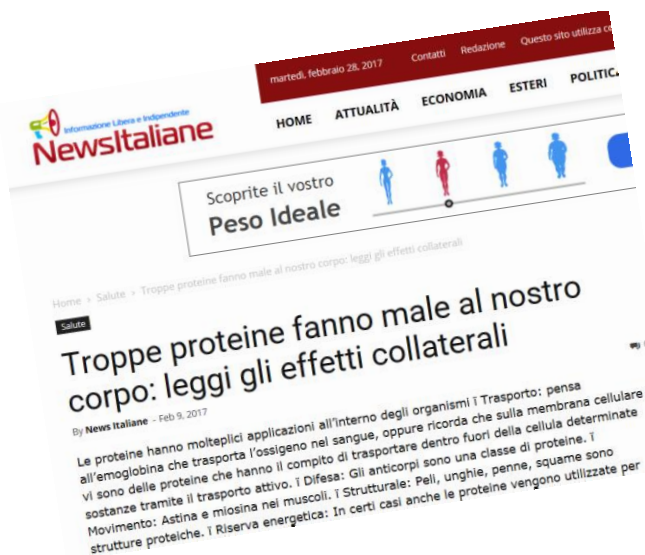 martedì, febbraio 28, 2017 Contatti Redazione Questo sito utilizza
Informazione Libera e Indipendente
NewsItaliane
HOME ATTUALITÀ ECONOMIA ESTERI POLITICA
Scoprite il vostro
Peso Ideale
Home › Salute › Troppe proteine fanno male al nostro corpo: leggi gli effetti collaterali
Salute
Troppe proteine fanno male al nostro
corpo: leggi gli effetti collaterali
By News Italiane - Feb 9, 2017
Le proteine hanno molteplici applicazioni all'interno degli organismi ï Trasporto: pensa
all'emoglobina che trasporta l'ossigeno nel sangue, oppure ricorda che sulla membrana cellulare
vi sono delle proteine che hanno il compito di trasportare dentro fuori della cellula determinate
sostanze tramite il trasporto attivo. ï Difesa: Gli anticorpi sono una classe di proteine. ï
Movimento: Astina e miosina nei muscoli. ï Strutturale: Peli, unghie, penne, squame sono
strutture proteiche. ï Riserva energetica: In certi casi anche le proteine vengono utilizzate per